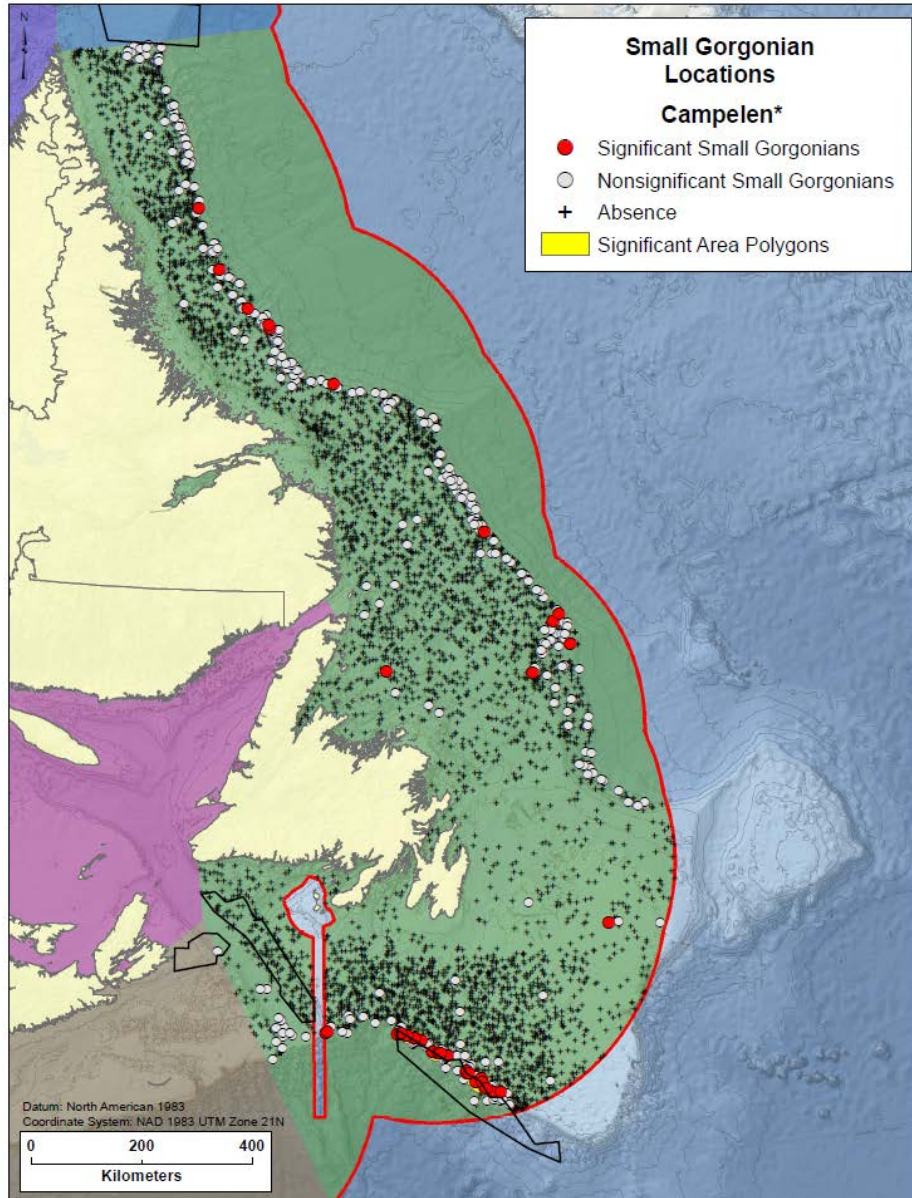 N
Small Gorgonian
Locations
Campelen*
Significant Small Gorgonians
Nonsignificant Small Gorgonians
Absence
Significant Area Polygons
Datum: North American 1983
Coordinate System: NAD 1983 UTM Zone 21N
0 200 400
Kilometers